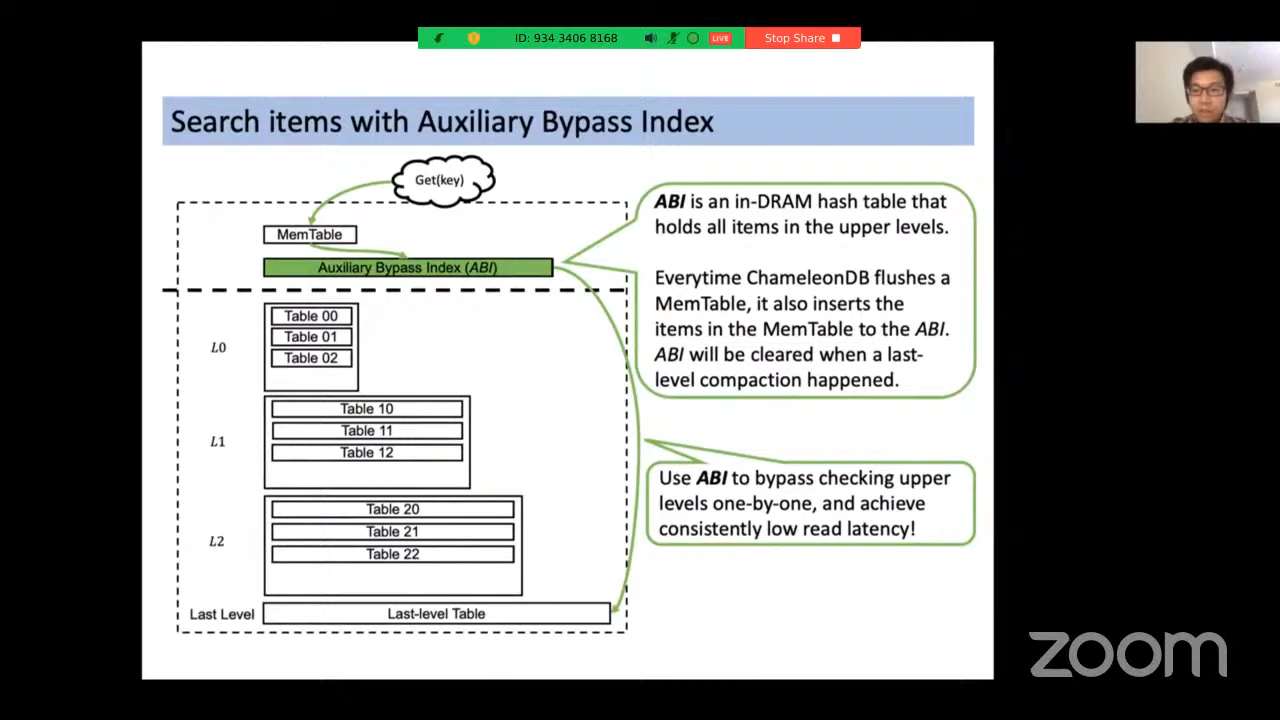 ID: 934 3406 8168
LIVE
Stop Share
Search items with Auxiliary Bypass Index
Get(key)
MemTable
Auxiliary Bypass Index (ABI)
ABI is an in-DRAM hash table that
holds all items in the upper levels.
Everytime ChameleonDB flushes a
MemTable, it also inserts the
items in the MemTable to the ABI.
ABI will be cleared when a last-
level compaction happened.
L0
Table 00
Table 01
Table 02
L1
Table 10
Table 11
Table 12
Use ABI to bypass checking upper
levels one-by-one, and achieve
consistently low read latency!
L2
Table 20
Table 21
Table 22
Last Level
Last-level Table
zoom